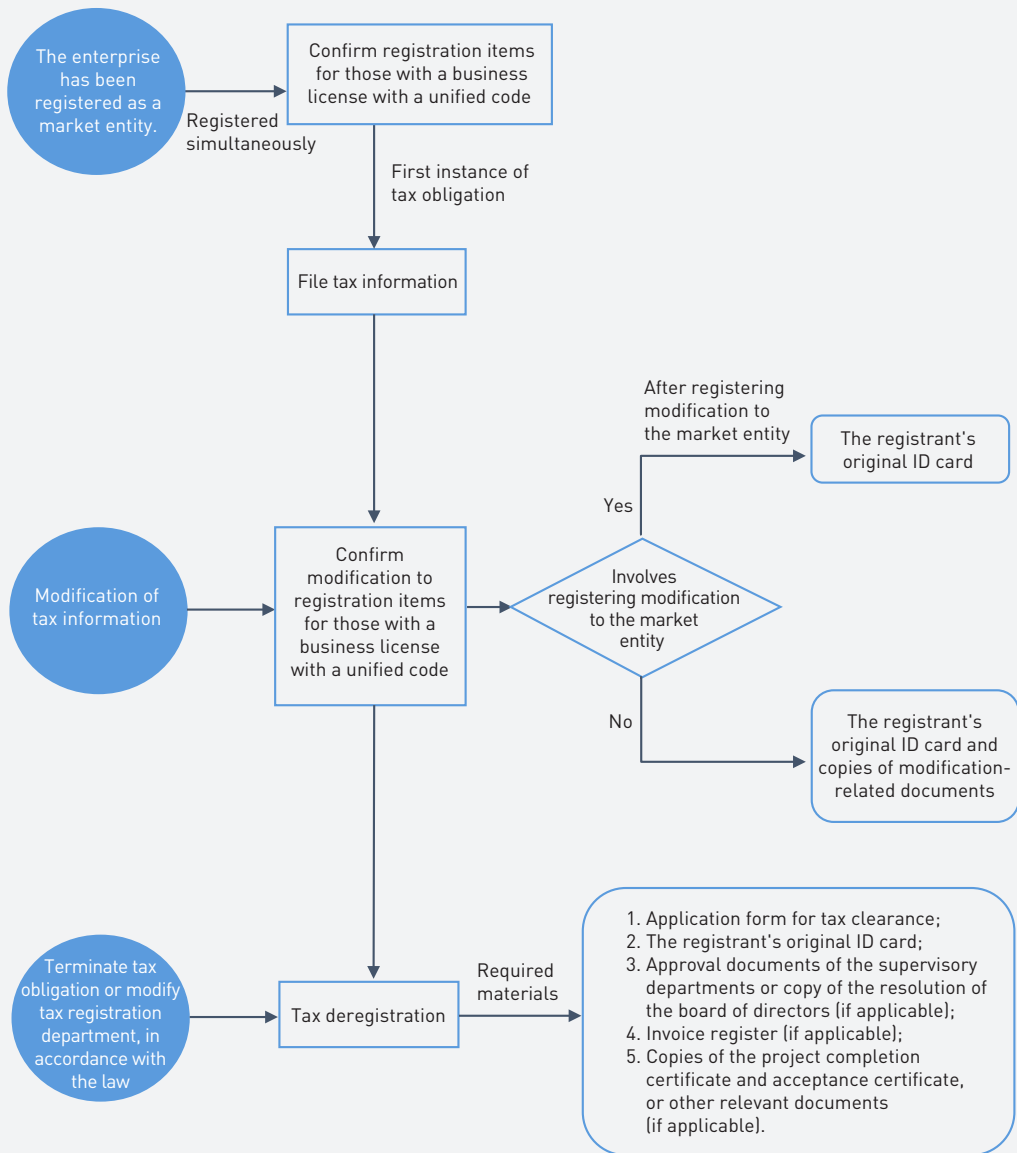 The enterprise
has been
registered as a
market entity.
Registered
simultaneously
Confirm registration items
for those with a business
license with a unified code
First instance of
tax obligation
File tax information
Modification of
tax information
Confirm
modification to
registration items
for those with a
business license
with a unified code
Involves
registering modification
to the market
entity
Yes
After registering
modification to
the market entity
The registrant's
original ID card
No
The registrant's
original ID card and
copies of modification-
related documents
Terminate tax
obligation or modify
tax registration
department, in
accordance with
the law
Tax deregistration
Required
materials
1. Application form for tax clearance;
2. The registrant's original ID card;
3. Approval documents of the supervisory
departments or copy of the resolution of
the board of directors (if applicable);
4. Invoice register (if applicable);
5. Copies of the project completion
certificate and acceptance certificate,
or other relevant documents
(if applicable).